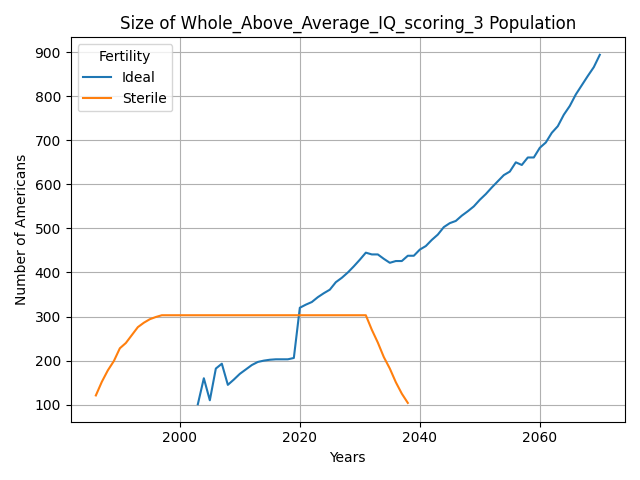 Size of Whole_Above_Average_IQ_scoring_3 Population
Fertility
Ideal
Sterile
Number of Americans
900
800
700
600
500
400
300
200
100
2000
2020
2040
2060
Years